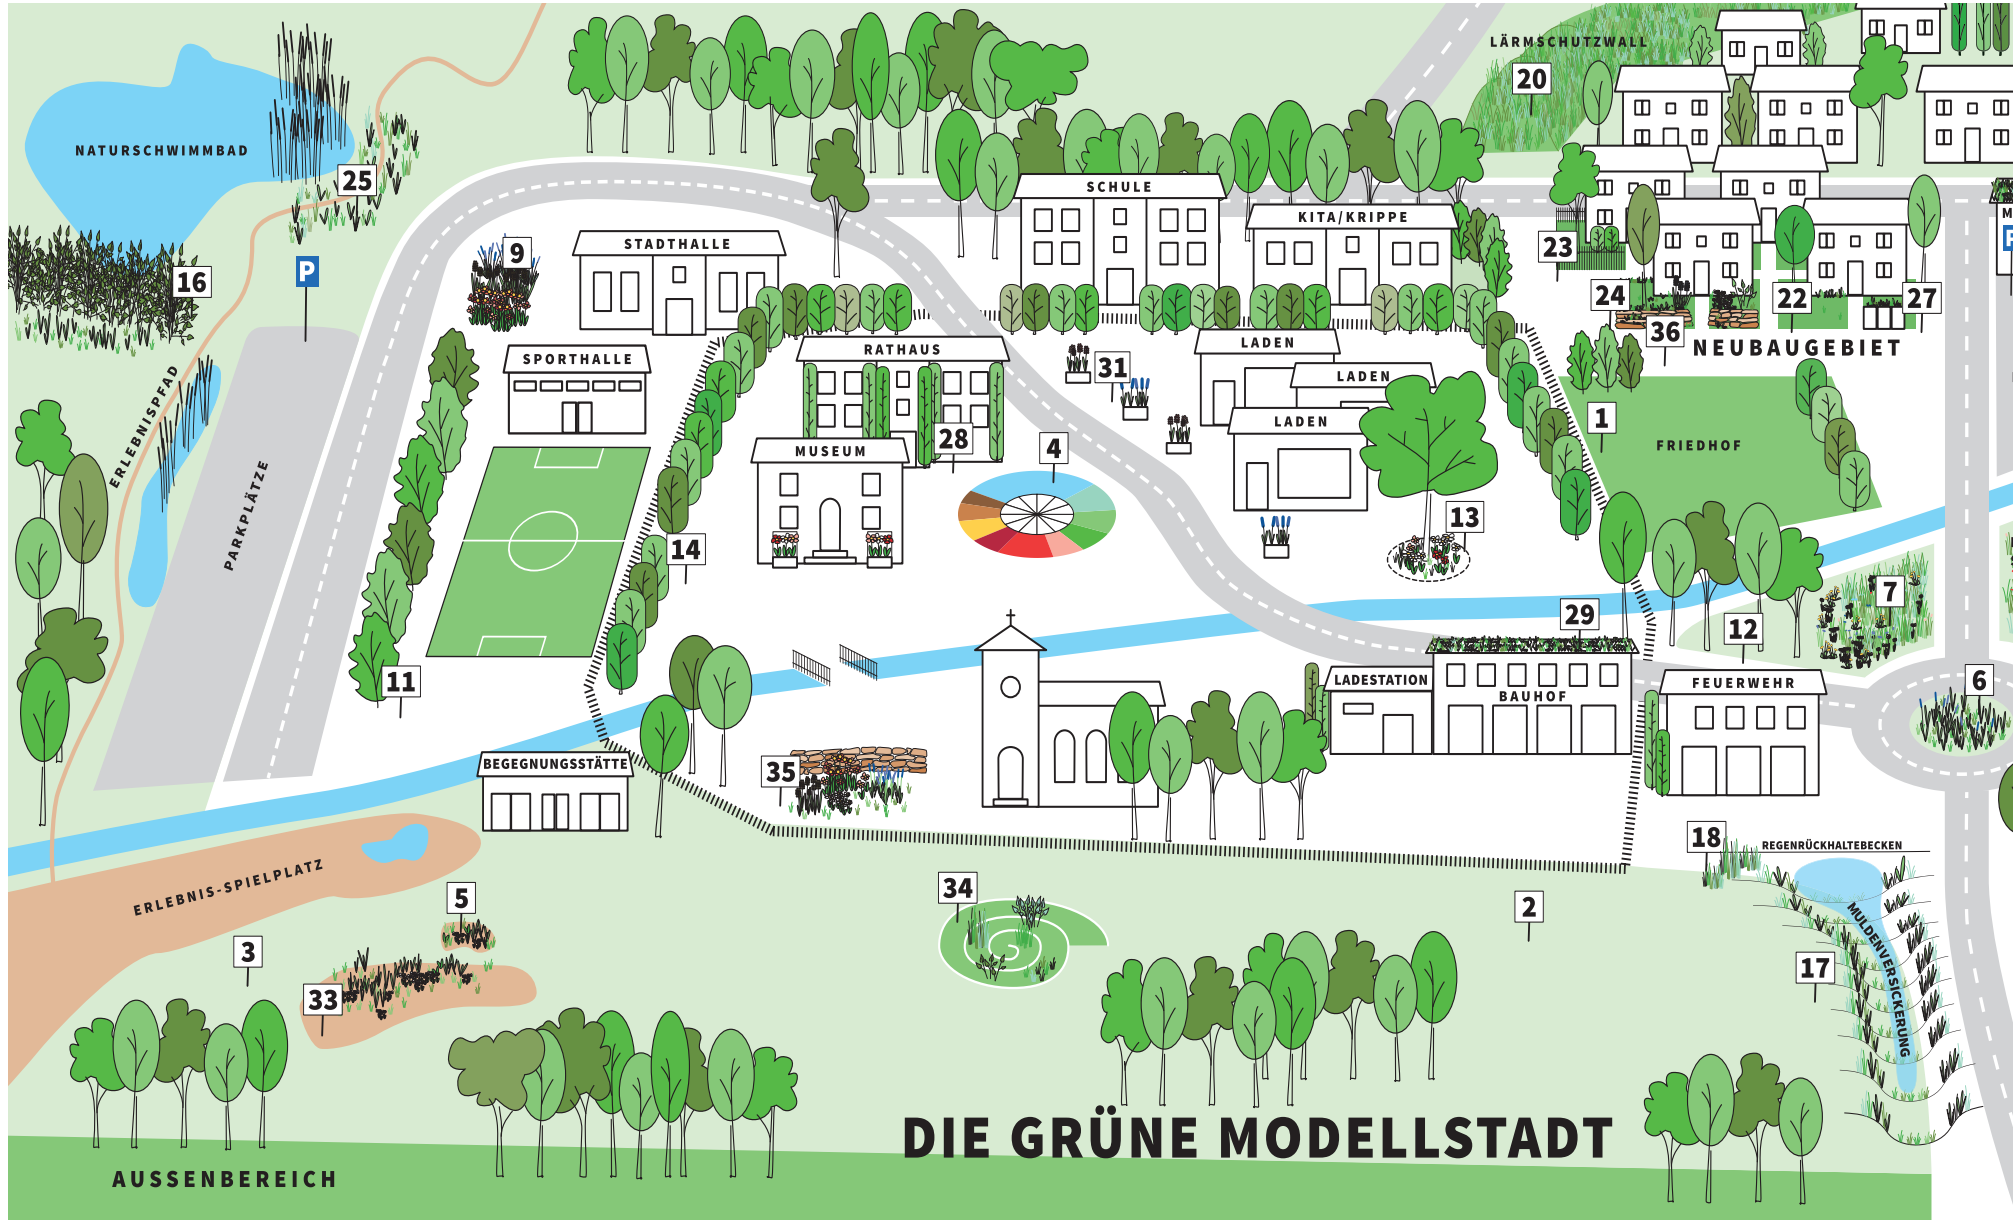 LÄRMSCHUTZWALL
20
NATURSCHWIMMBAD
25
SCHULE
KITA/KRIPPE
M
P
STADTHALLE
9
23
16
P
24
22
27
36
NEUBAUGEBIET
SPORTHALLE
RATHAUS
LADEN
31
LADEN
LADEN
1
FRIEDHOF
ERLEBNISPFAD
28
4
MUSEUM
PARKPLÄTZE
13
14
29
7
12
11
LADESTATION
BAUHOF
FEUERWEHR
6
BEGEGNUNGSSTÄTTE
35
18
REGENRÜCKHALTEBECKEN
ERLEBNIS-SPIELPLATZ
5
34
2
MULDENVERSICKERUNG
3
17
33
DIE GRÜNE MODELLSTADT
AUSSENBEREICH